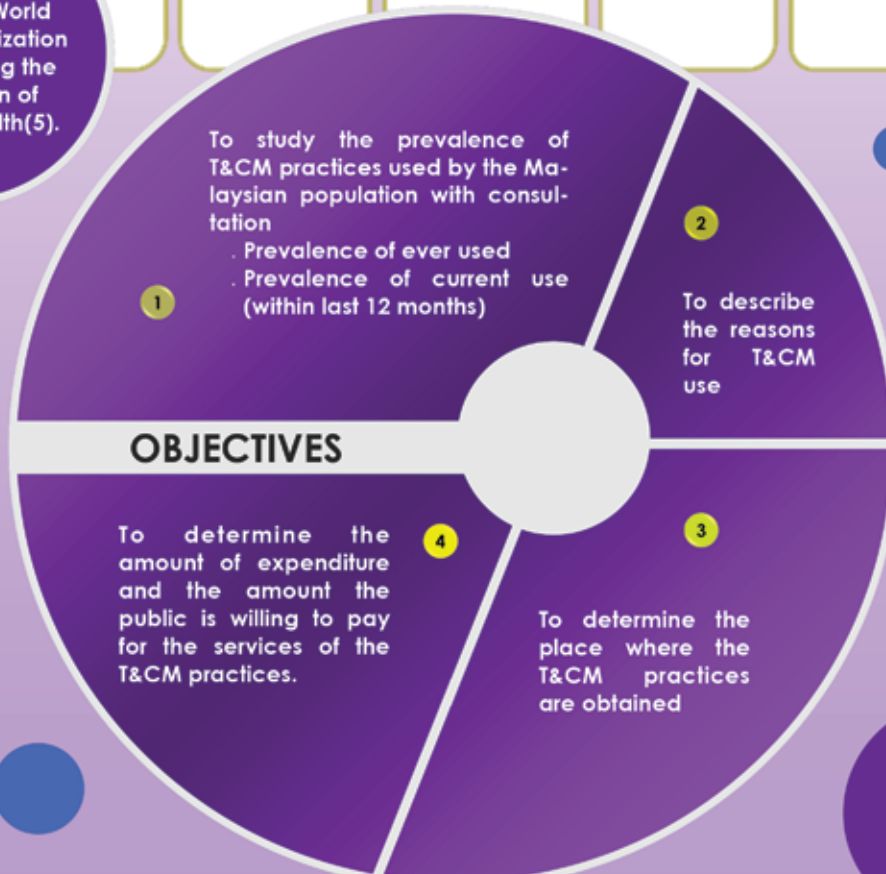 World
ization
g the
n of
lth(5).
To study the prevalence of
T&CM practices used by the Ma-
laysian population with consul-
tation
. Prevalence of ever used
. Prevalence of current use
(within last 12 months)
1
2
To describe
the reasons
for T&CM
use
OBJECTIVES
3
To determine the
place where the
T&CM practices
are obtained
4
To determine the
amount of expenditure
and the amount the
public is willing to pay
for the services of the
T&CM practices.